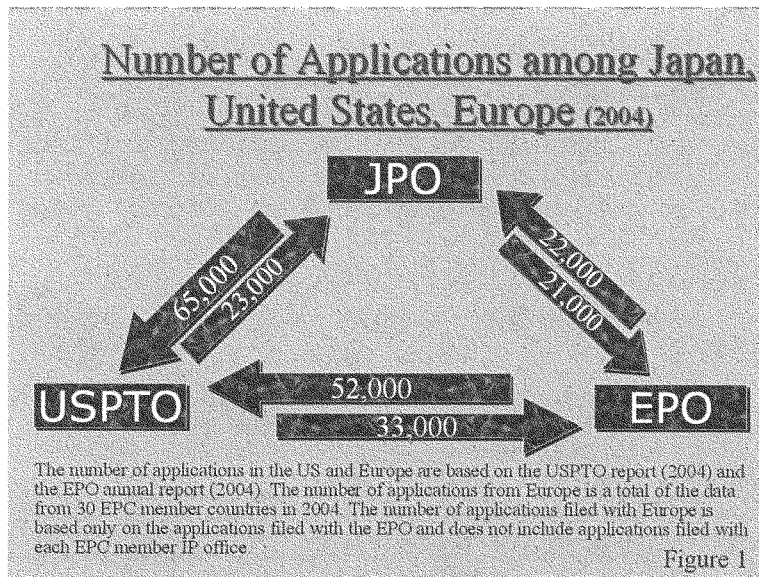 Number of Applications among Japan,
United States, Europe (2004)
JPO
65,000
23,000
22,000
21,000
USPTO
52,000
33,000
EPO
The number of applications in the US and Europe are based on the USPTO report (2004) and
the EPO annual report (2004). The number of applications from Europe is a total of the data
from 30 EPC member countries in 2004. The number of applications filed with Europe is
based only on the applications filed with the EPO and does not include applications filed with
each EPC member IP office.
Figure 1